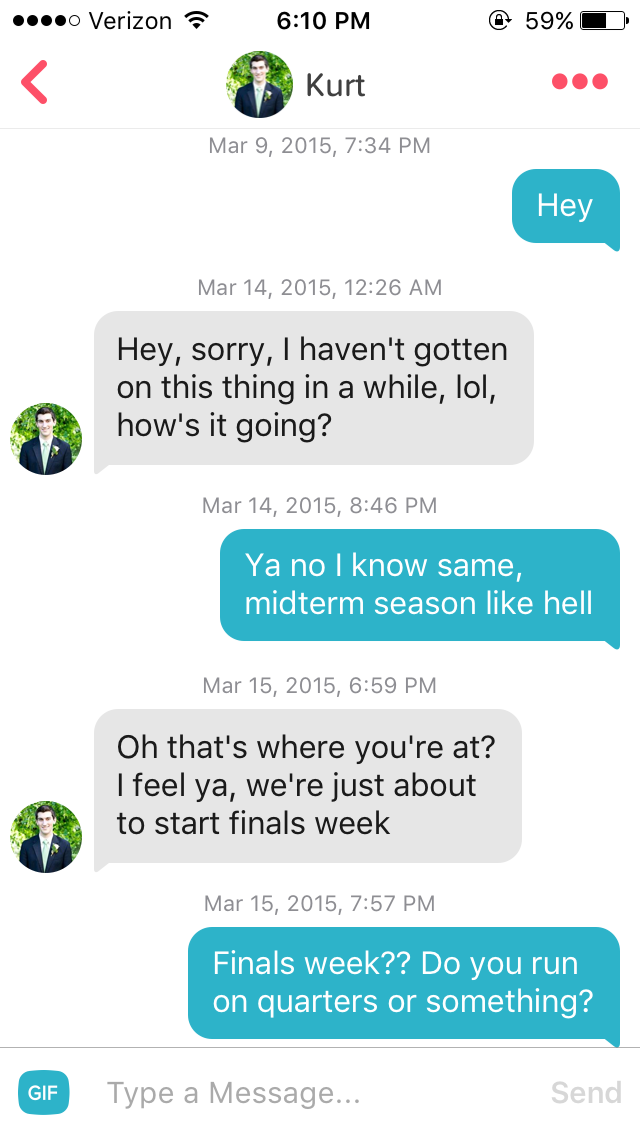 Verizon 6:10 PM 59%
Kurt
Mar 9, 2015, 7:34 PM
Hey
Mar 14, 2015, 12:26 AM
Hey, sorry, I haven't gotten
on this thing in a while, lol,
how's it going?
Mar 14, 2015, 8:46 PM
Ya no I know same,
midterm season like hell
Mar 15, 2015, 6:59 PM
Oh that's where you're at?
I feel ya, we're just about
to start finals week
Mar 15, 2015, 7:57 PM
Finals week?? Do you run
on quarters or something?
GIF Type a Message... Send